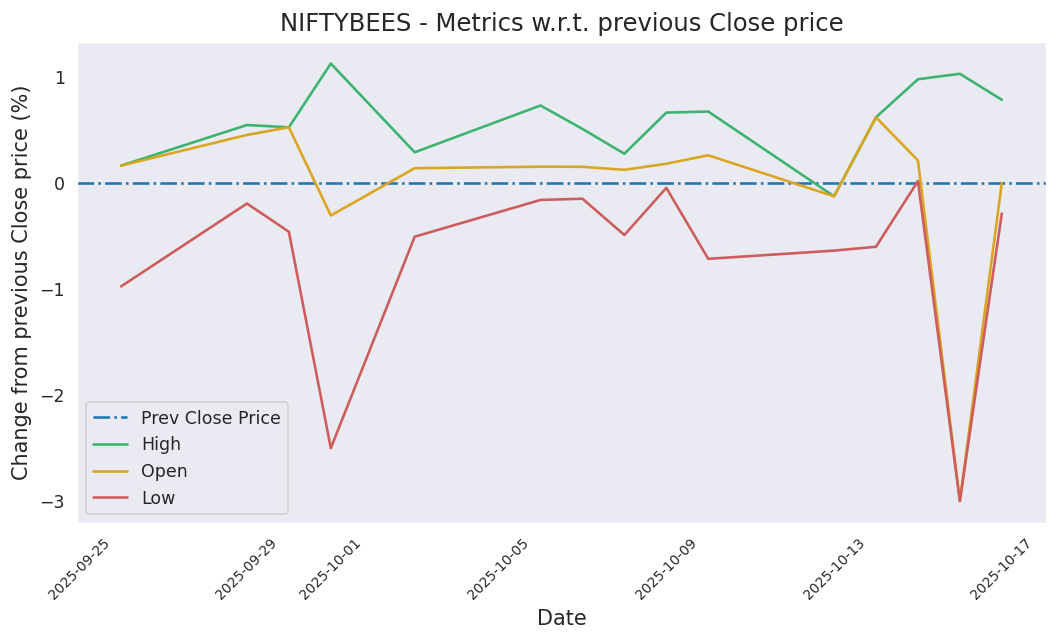 NIFTYBEES - Metrics w.r.t. previous Close price
Change from previous Close price (%)
1
0
−1
−2
−3
Prev Close Price
High
Open
Low
2025-09-25
2025-09-29
2025-10-01
2025-10-05
2025-10-09
2025-10-13
2025-10-17
Date